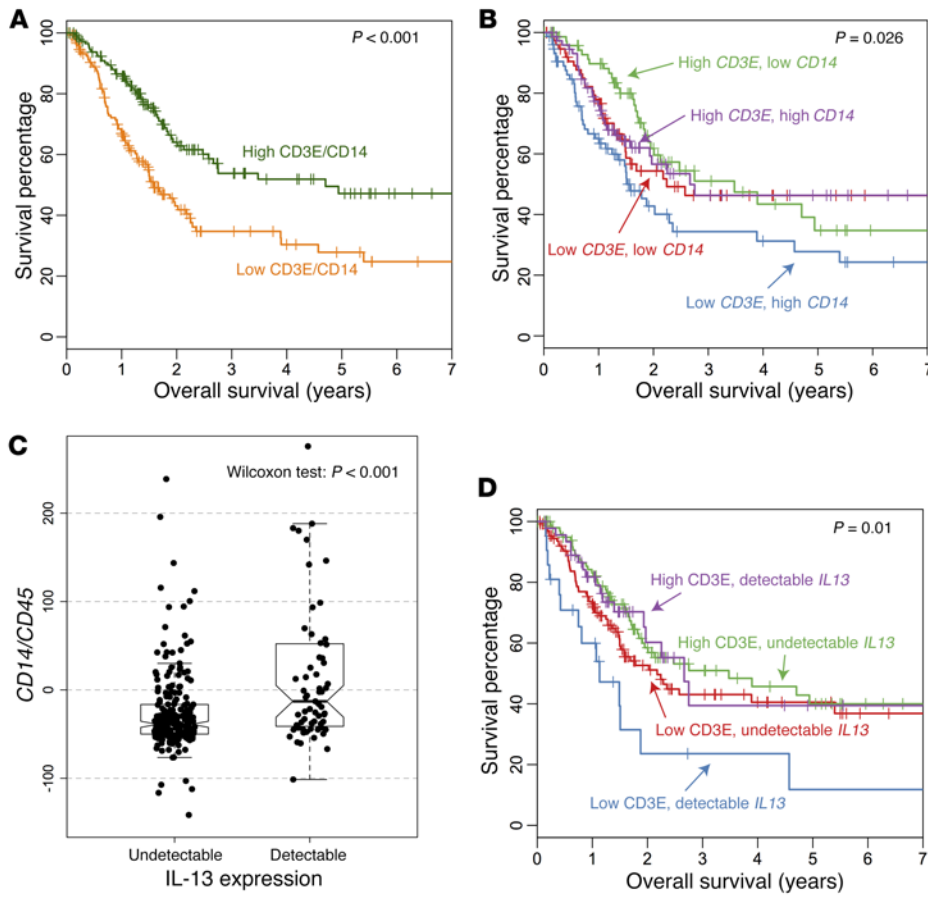 A
P < 0.001
100
80
60
40
20
0
Survival percentage
High CD3E/CD14
Low CD3E/CD14
0 1 2 3 4 5 6 7
Overall survival (years)
B
P = 0.026
100
80
60
40
20
0
Survival percentage
High CD3E, low CD14
High CD3E, high CD14
Low CD3E, low CD14
Low CD3E, high CD14
0 1 2 3 4 5 6 7
Overall survival (years)
C
Wilcoxon test: P < 0.001
200
100
0
-100
CD14/CD45
Undetectable Detectable
IL-13 expression
D
P = 0.01
100
80
60
40
20
0
Survival percentage
High CD3E, detectable IL13
High CD3E, undetectable IL13
Low CD3E, undetectable IL13
Low CD3E, detectable IL13
0 1 2 3 4 5 6 7
Overall survival (years)